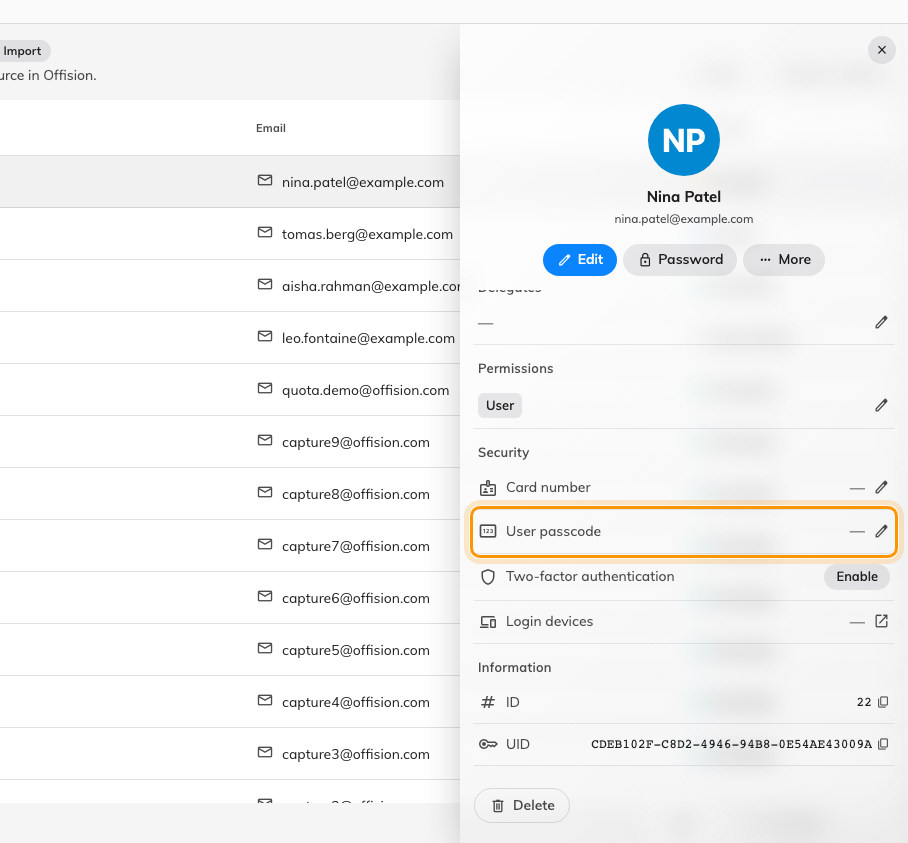 Import
urce in Offision.
Email
nina.patel@example.com
tomas.berg@example.com
aisha.rahman@example.co
leo.fontaine@example.com
quota.demo@offision.com
capture9@offision.com
capture8@offision.com
capture7@offision.com
capture6@offision.com
capture5@offision.com
capture4@offision.com
capture3@offision.com
NP
Nina Patel
nina.patel@example.com
Edit
Password
More
Delegates
—
Permissions
User
Security
Card number —
123 User passcode —
Two-factor authentication Enable
Login devices —
Information
ID 22
UID CDEB102F-C8D2-4946-94B8-0E54AE43009A
Delete